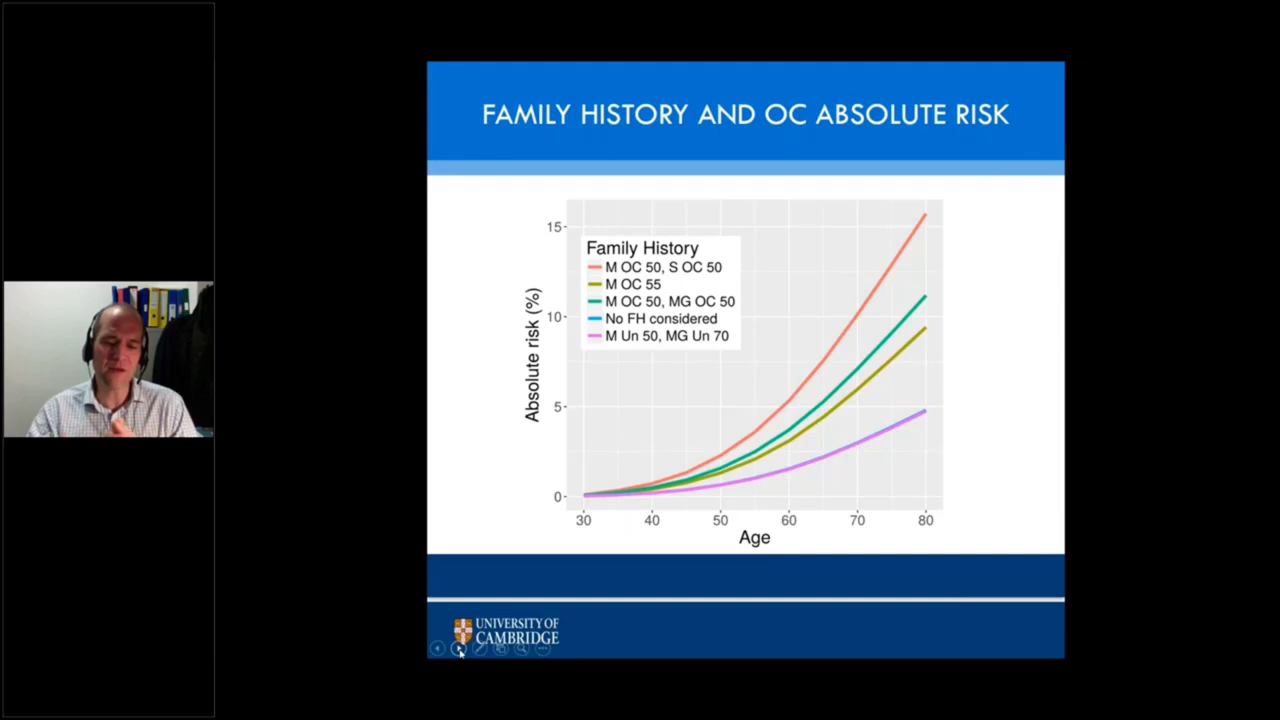 FAMILY HISTORY AND OC ABSOLUTE RISK
15
10
5
0
Absolute risk (%)
Family History
M OC 50, S OC 50
M OC 55
M OC 50, MG OC 50
No FH considered
M Un 50, MG Un 70
30 40 50 60 70 80
Age
UNIVERSITY OF
CAMBRIDGE